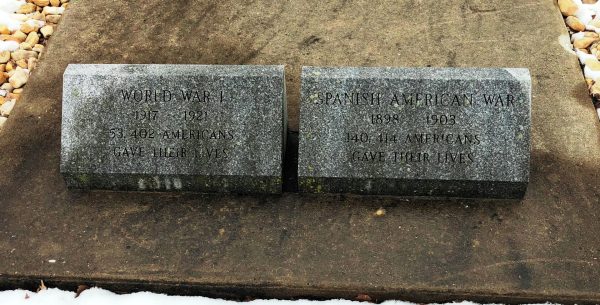 WORLD WAR I
1917 1921
53,402 AMERICANS
GAVE THEIR LIVES
SPANISH AMERICAN WAR
1898 1903
140,414 AMERICANS
GAVE THEIR LIVES